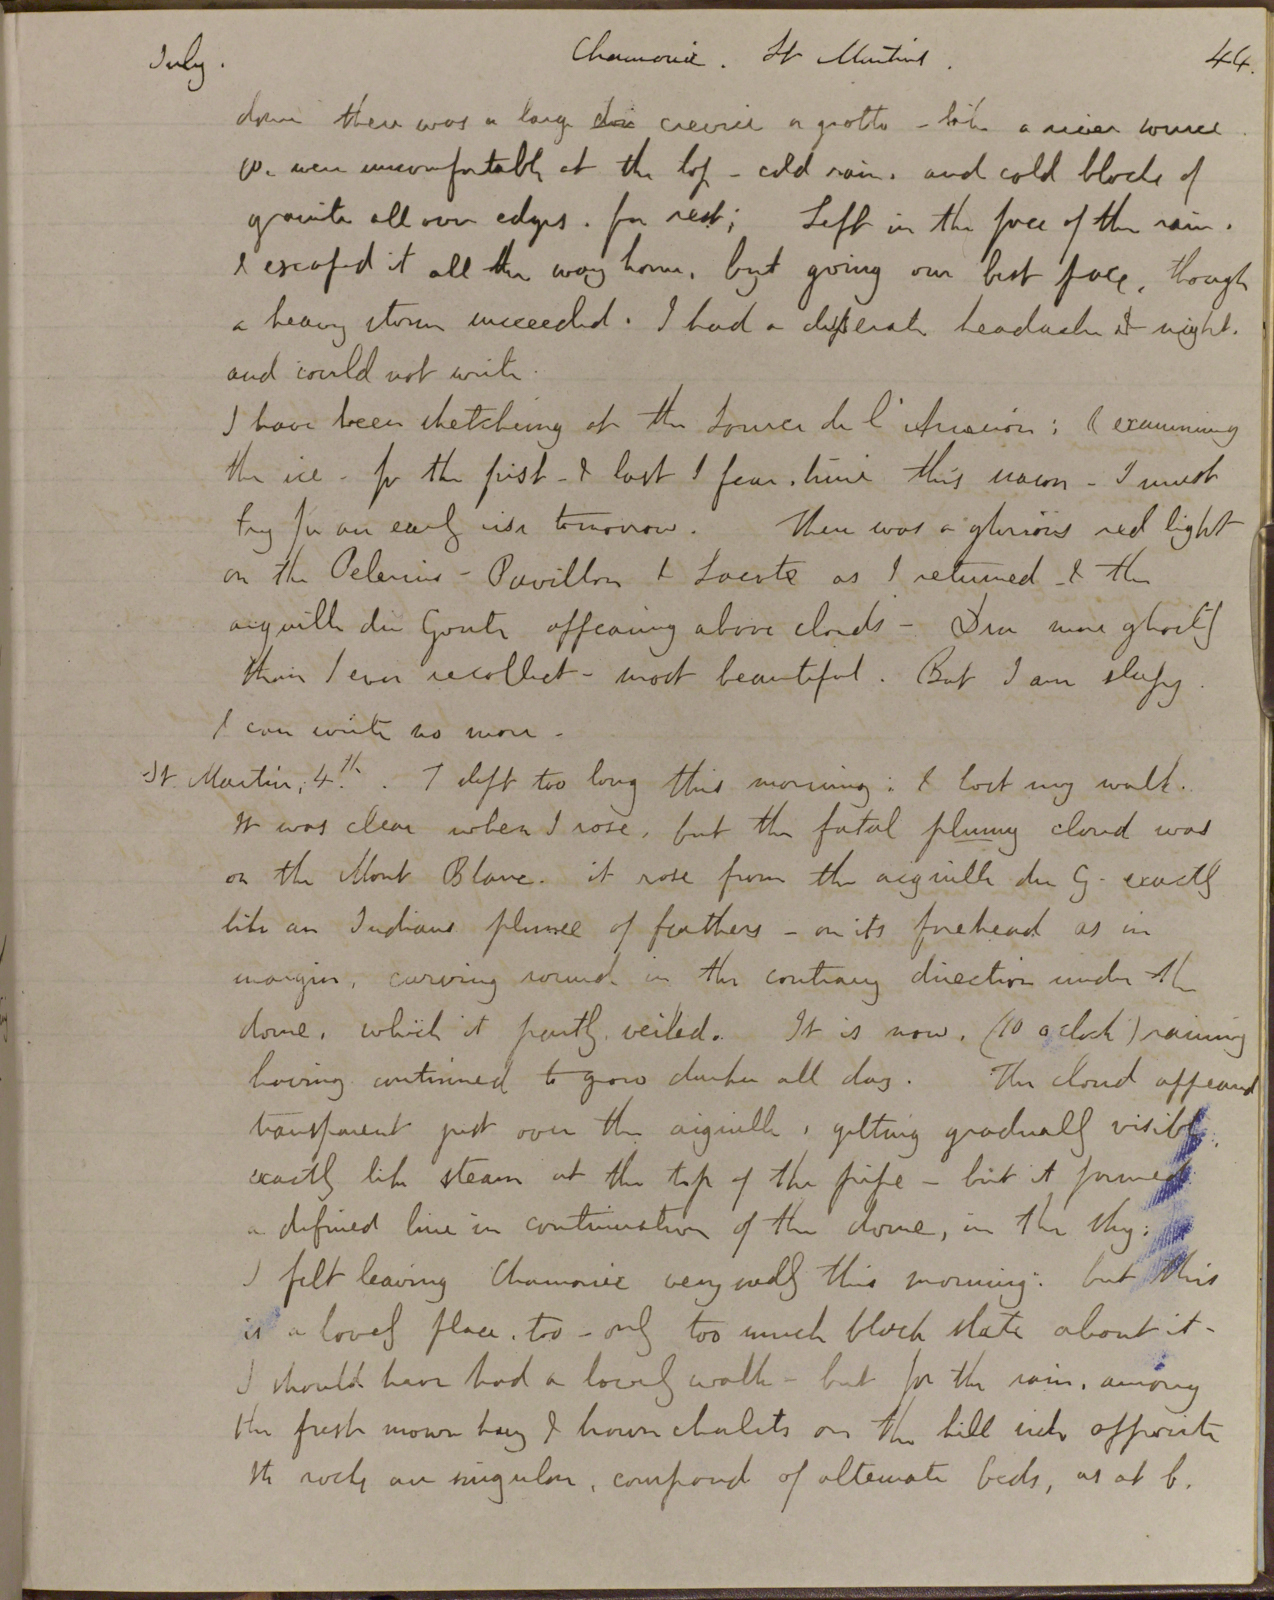 July. Chamonix. St Martins. 44.
down there was a large crevice or grotto - like a river source.
We were uncomfortable at the top - cold rain, and cold blocks of
granite all over edges. for rest; Left in the face of the rain.
& escaped it all the way home, but going our best pace, though
a heavy storm succeeded. I had a desperate headache at night.
and could not write.
I have been sketching at the Source de l'Arveron; & examining
the ice - for the first - & last I fear, time this season - I must
try for an early rise tomorrow. There was a glorious red light
on the Pelerins - Pavillon & Lacote as I returned - & the
aiguille du Goute appearing above clouds - Dru more ghostly
than I ever recollect - most beautiful. But I am sleepy.
& can write no more -
St. Martin, 4th. I slept too long this morning: & lost my walk.
It was clear when I rose, but the fatal plumy cloud was
on the Mont Blanc. it rose from the aiguille du G. exactly
like an Indians plume of feathers - on its forehead as in
margin, curving round in the contrary direction under the
dome, which it partly veiled. It is now, (10 oclock) raining
having continued to grow darker all day. The cloud appeared
transparent just over the aiguille, getting gradually visible,
exactly like steam at the top of the pipe - but it formed
a defined line in continuation of the dome, in the sky:
I felt leaving Chamonix very sadly this morning: but this
is a lovely place, too - only too much black slate about it -
I should have had a lovely walk - but for the rain, among
the fresh mown hay & brown chalets on the hill side opposite
the rocks are singular, compound of alternate beds, as at b.